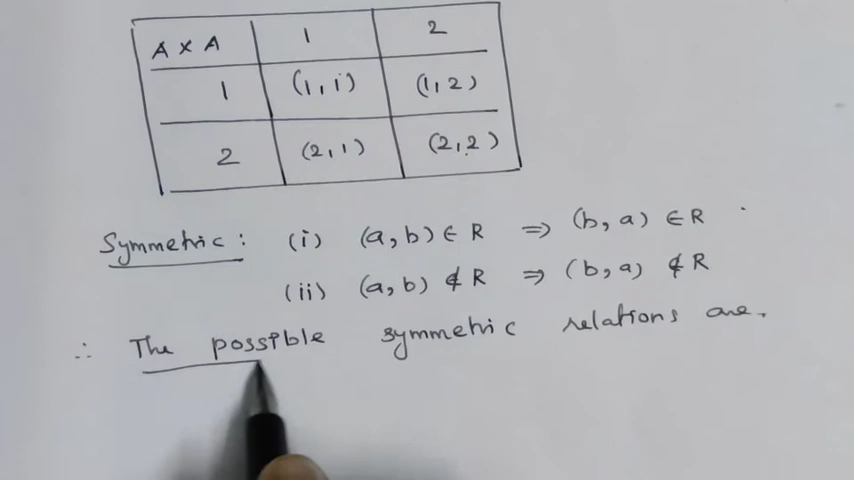 A × A 1 2
1 (1,1) (1,2)
2 (2,1) (2,2)
Symmetric: (i) (a,b) ∈ R ⇒ (b,a) ∈ R
(ii) (a,b) ∉ R ⇒ (b,a) ∉ R
∴ The possible symmetric relations are.